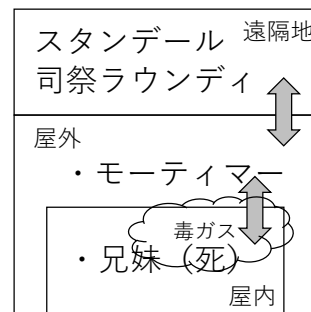 スタンデール 遠隔地
司祭ラウンディ
屋外
・モーティマー
毒ガス
・兄妹（死）
屋内